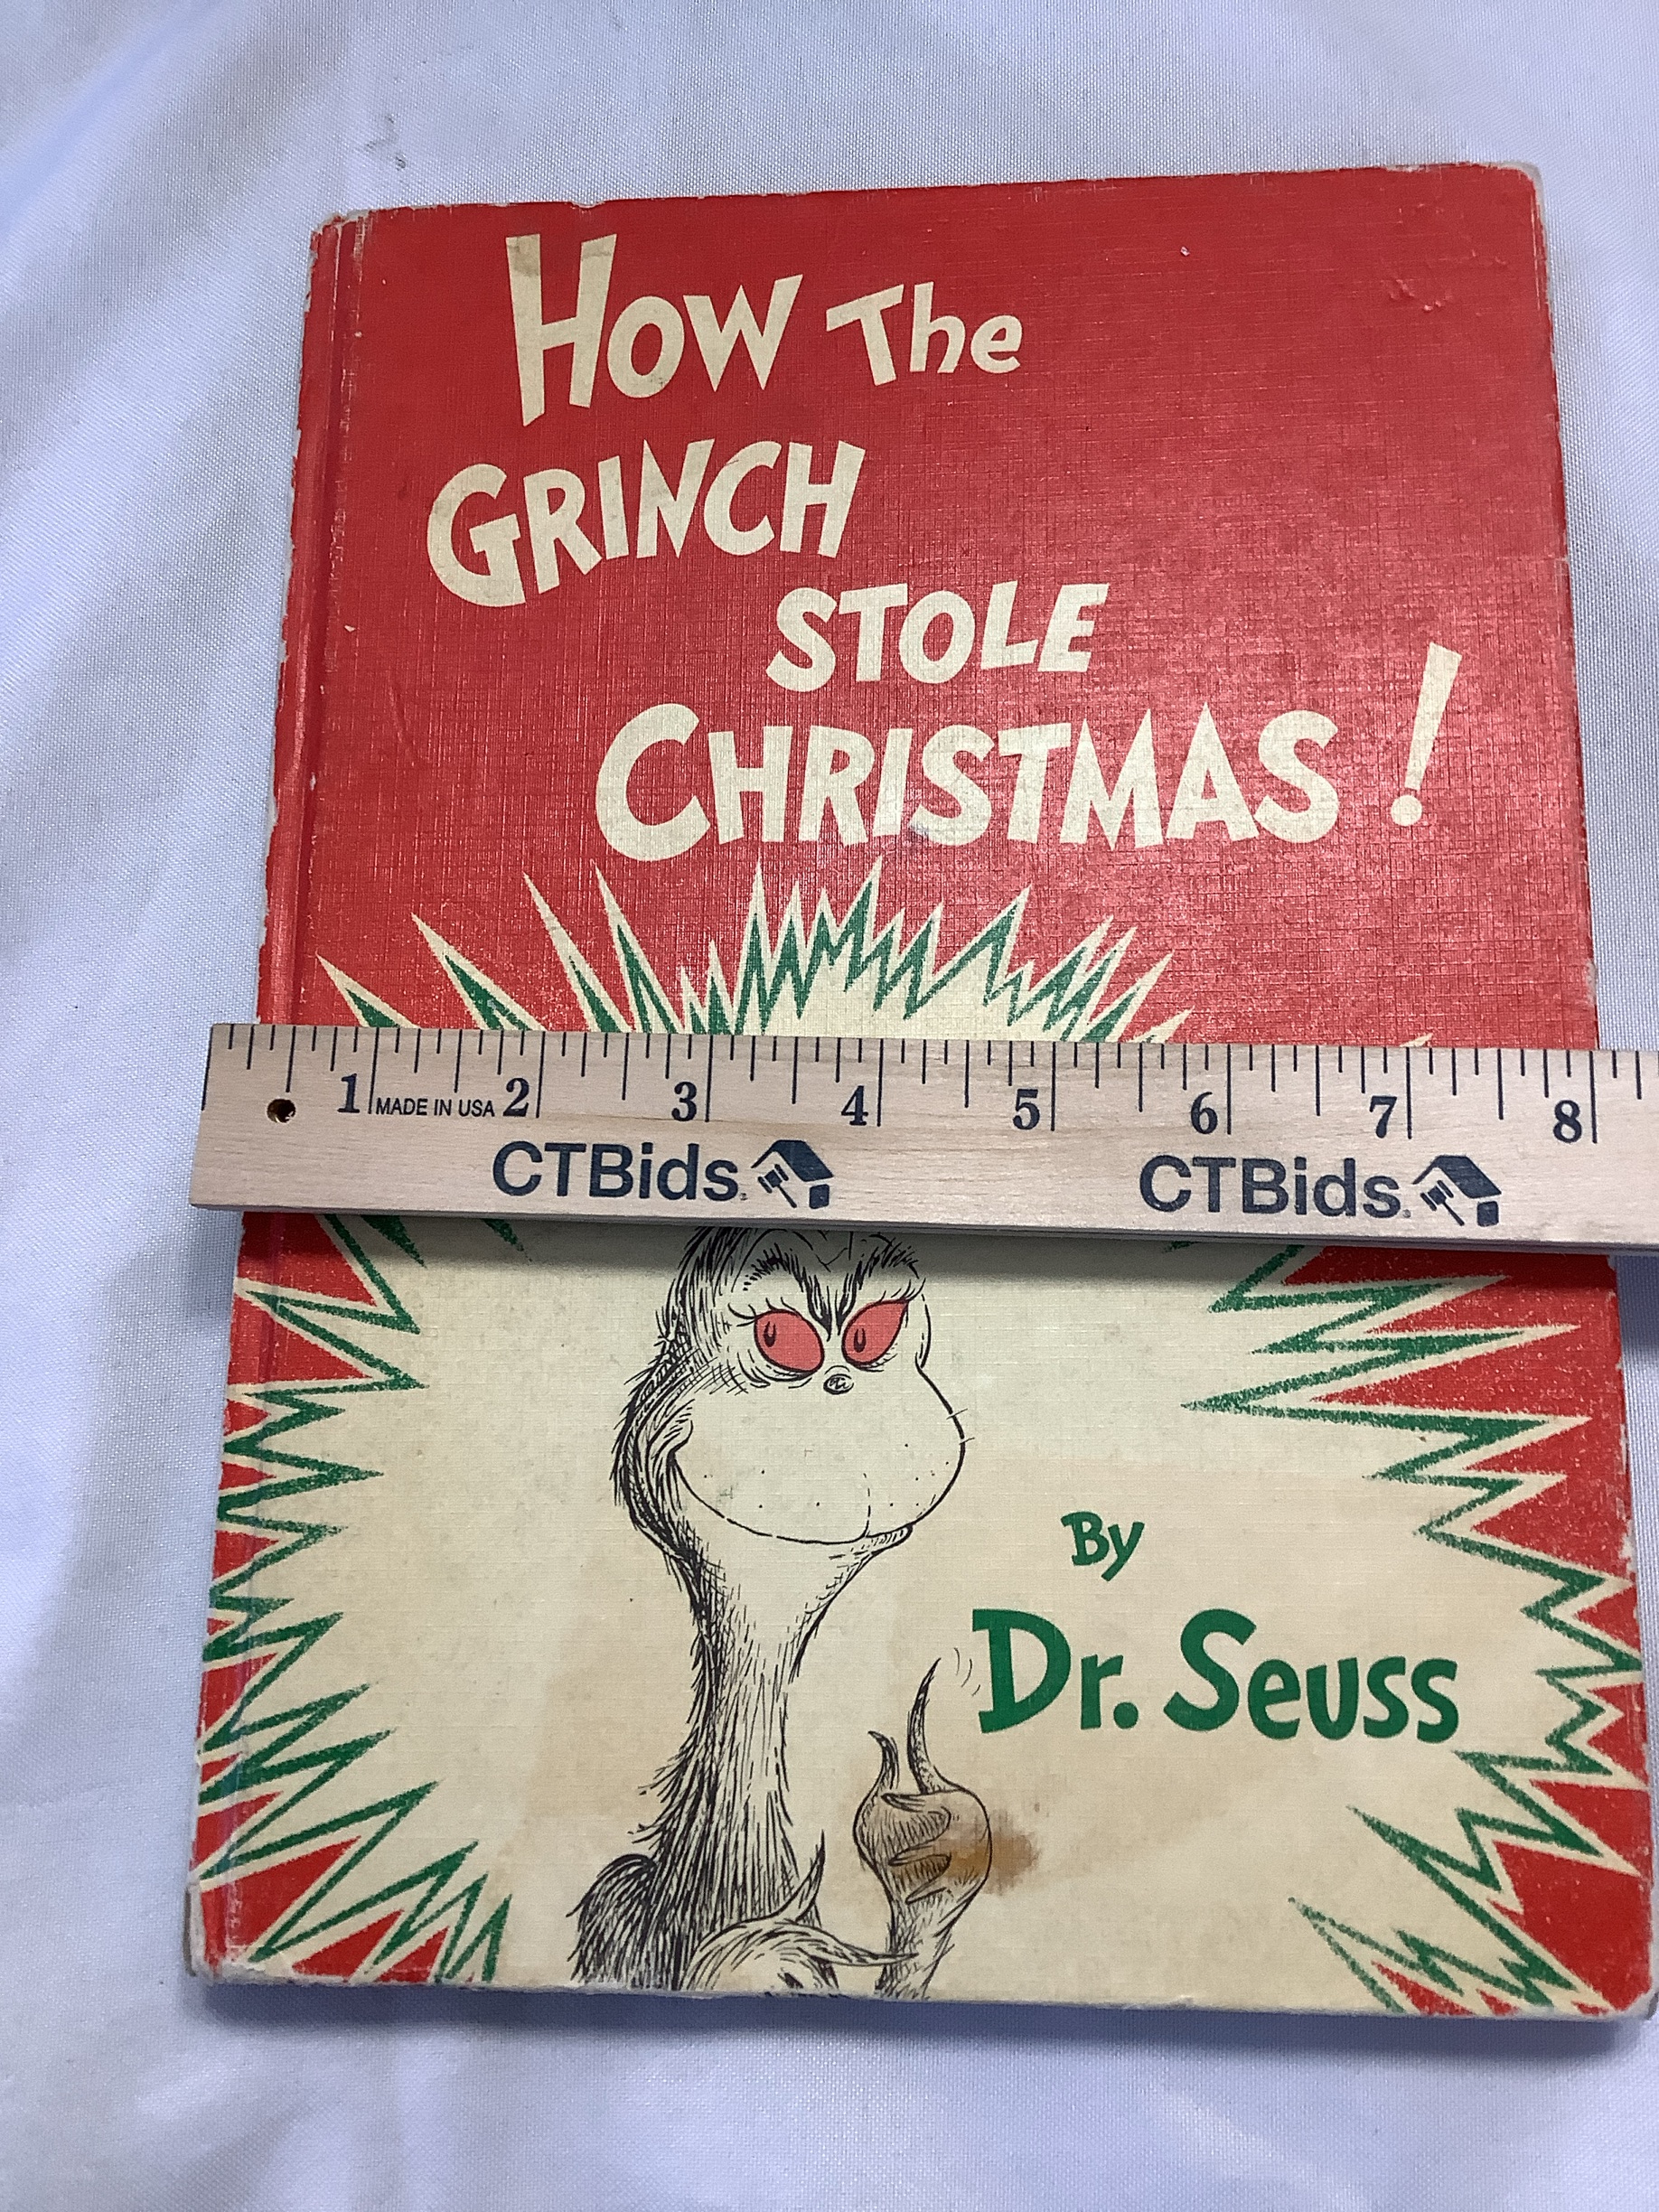 How The
GRINCH
STOLE
CHRISTMAS!
1 MADE IN USA 2 3 4 5 6 7 8
CTBids. CTBids.
By
Dr. Seuss